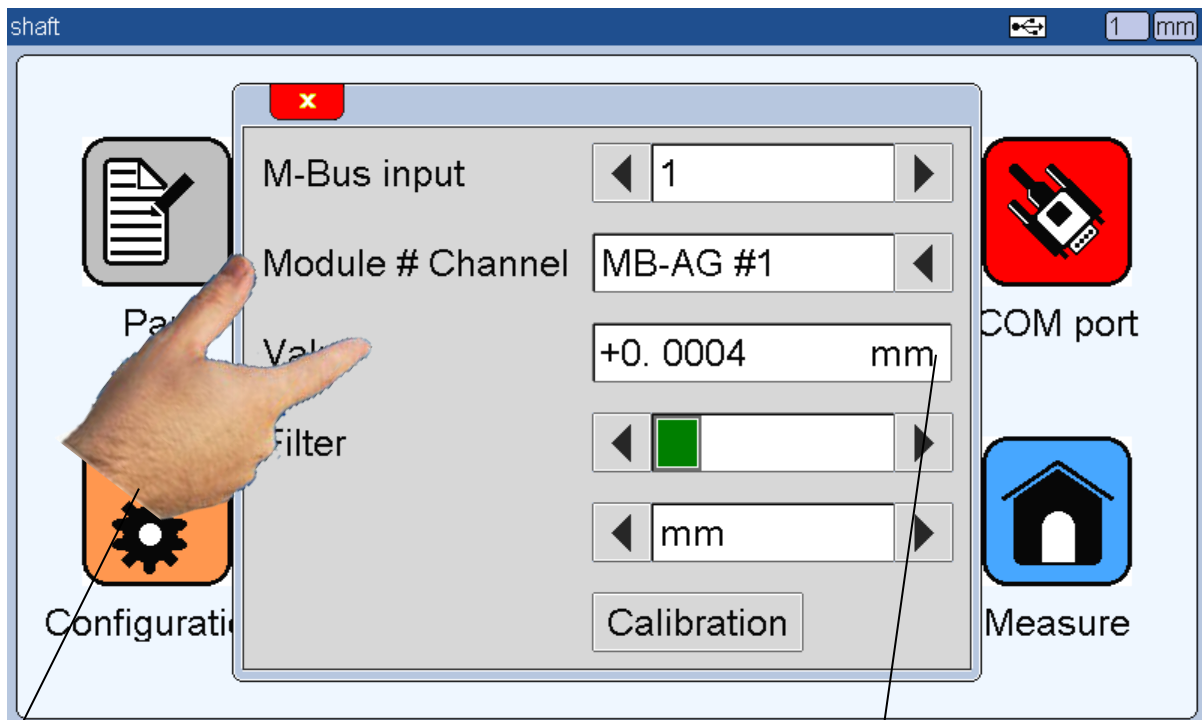 shaft
1 mm
x
M-Bus input
1
Module # Channel
MB-AG #1
+0. 0004 mm
COM port
Filter
mm
Calibration
Measure